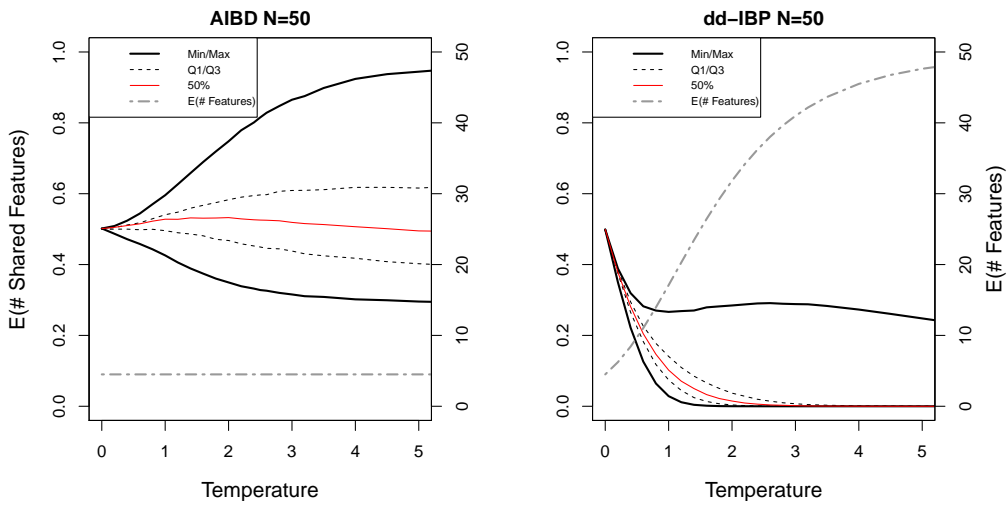 AIBD N=50
Min/Max
Q1/Q3
50%
E(# Features)
E(# Shared Features)
0.0 0.2 0.4 0.6 0.8 1.0
0 10 20 30 40 50
0 1 2 3 4 5
Temperature
dd−IBP N=50
Min/Max
Q1/Q3
50%
E(# Features)
0.0 0.2 0.4 0.6 0.8 1.0
0 10 20 30 40 50
E(# Features)
0 1 2 3 4 5
Temperature